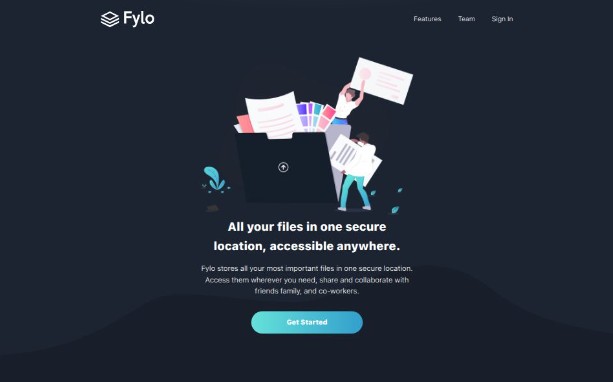 Fylo
Features Team Sign In
All your files in one secure
location, accessible anywhere.
Fylo stores all your most important files in one secure location.
Access them wherever you need, share and collaborate with
friends family, and co-workers.
Get Started